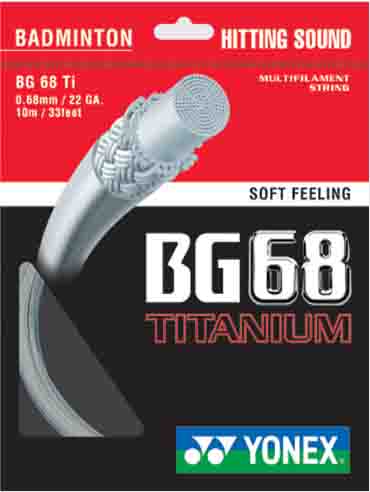 BADMINTON
HITTING SOUND
BG 68 Ti
0.68mm / 22 GA.
10m / 33feet
MULTIFILAMENT
STRING
SOFT FEELING
BG68
TITANIUM
YONEX